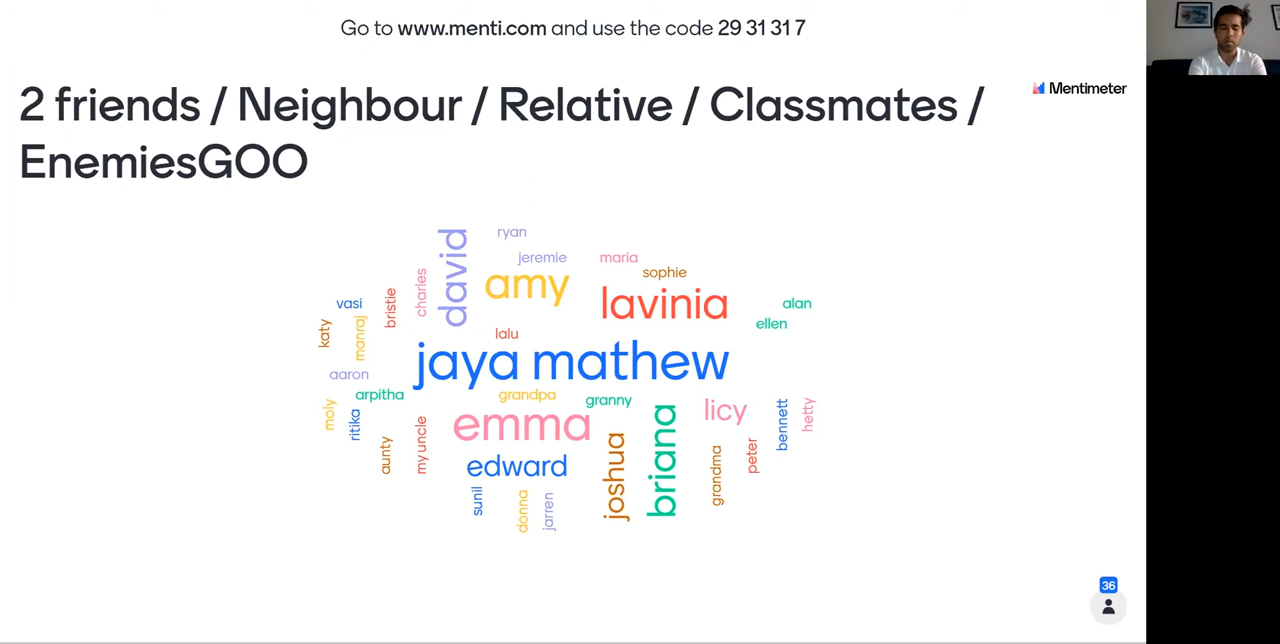 Go to www.menti.com and use the code 29 31 31 7
2 friends / Neighbour / Relative / Classmates /
EnemiesGOO
Mentimeter
ryan
david
jeremie
maria
sophie
amy
charles
lavinia
bristie
vasi
alan
ellen
katy
manraj
lalu
jaya mathew
aaron
arpitha
grandpa
granny
moly
ritika
emma
licy
bennett
hetty
aunty
my uncle
briana
joshua
edward
grandma
peter
sunil
donna
jarren
36